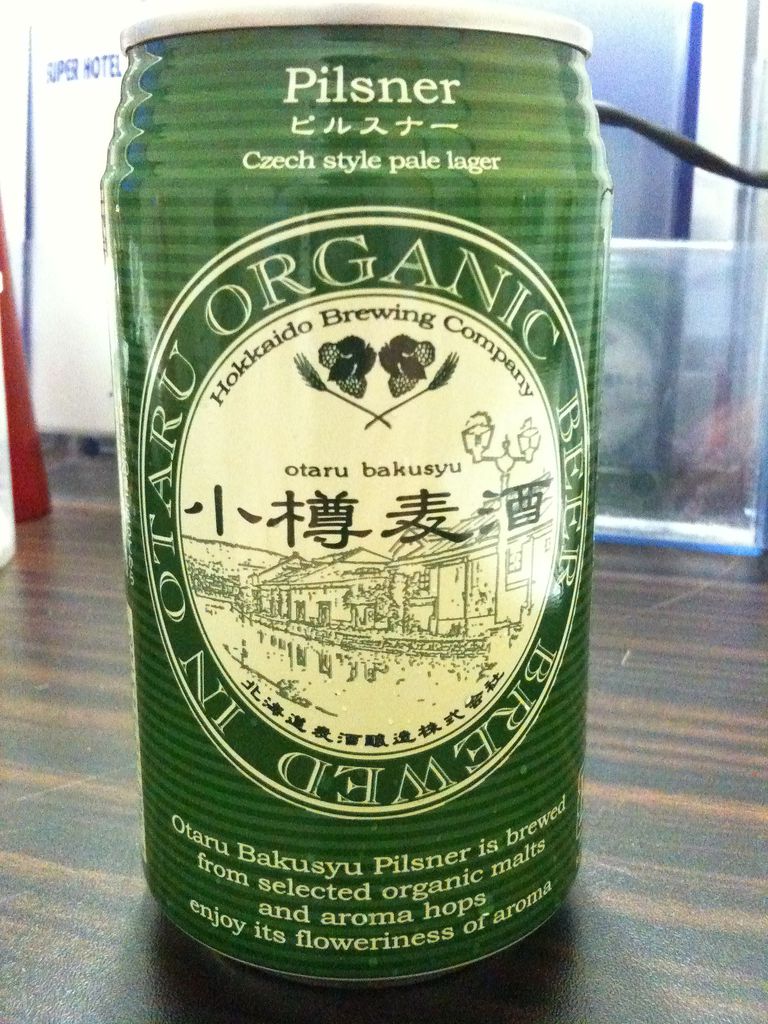 SUPER HOTEL
Pilsner
ピルスナー
Czech style pale lager
ORGANIC BEER BREWED IN OTARU
Hokkaido Brewing Company
otaru bakusyu
小樽麦酒
北海道麦酒醸造株式会社
Otaru Bakusyu Pilsner is brewed
from selected organic malts
and aroma hops
enjoy its floweriness of aroma